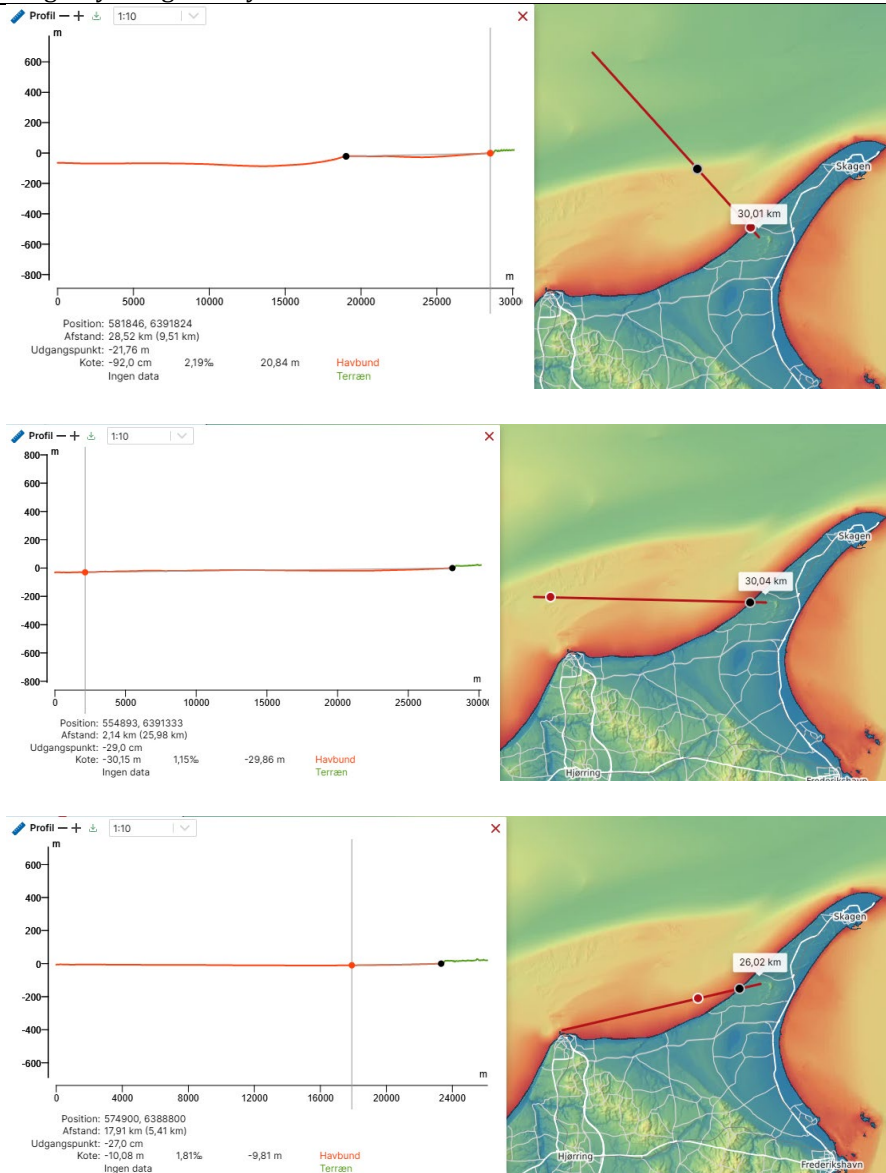 Profil 1:10
m
600
400
200
0
-200
-400
-600
-800
m
0 5000 10000 15000 20000 25000 3000
Position: 581846, 6391824
Afstand: 28,52 km (9,51 km)
Udgangspunkt: -21,76 m
Kote: -92,0 cm 2,19‰ 20,84 m Havbund
Ingen data Terræn
Skagen
30,01 km
Profil 1:10
800 m
600
400
200
0
-200
-400
-600
-800
m
0 5000 10000 15000 20000 25000 30000
Position: 554893, 6391333
Afstand: 2,14 km (25,98 km)
Udgangspunkt: -29,0 cm
Kote: -30,15 m 1,15‰ -29,86 m Havbund
Ingen data Terræn
Skagen
30,04 km
Hjørring
Frederikshavn
Profil 1:10
m
600
400
200
0
-200
-400
-600
m
0 4000 8000 12000 16000 20000 24000
Position: 574900, 6388800
Afstand: 17,91 km (5,41 km)
Udgangspunkt: -27,0 cm
Kote: -10,08 m 1,81‰ -9,81 m Havbund
Ingen data Terræn
Skagen
26,02 km
Hjørring
Frederikshavn